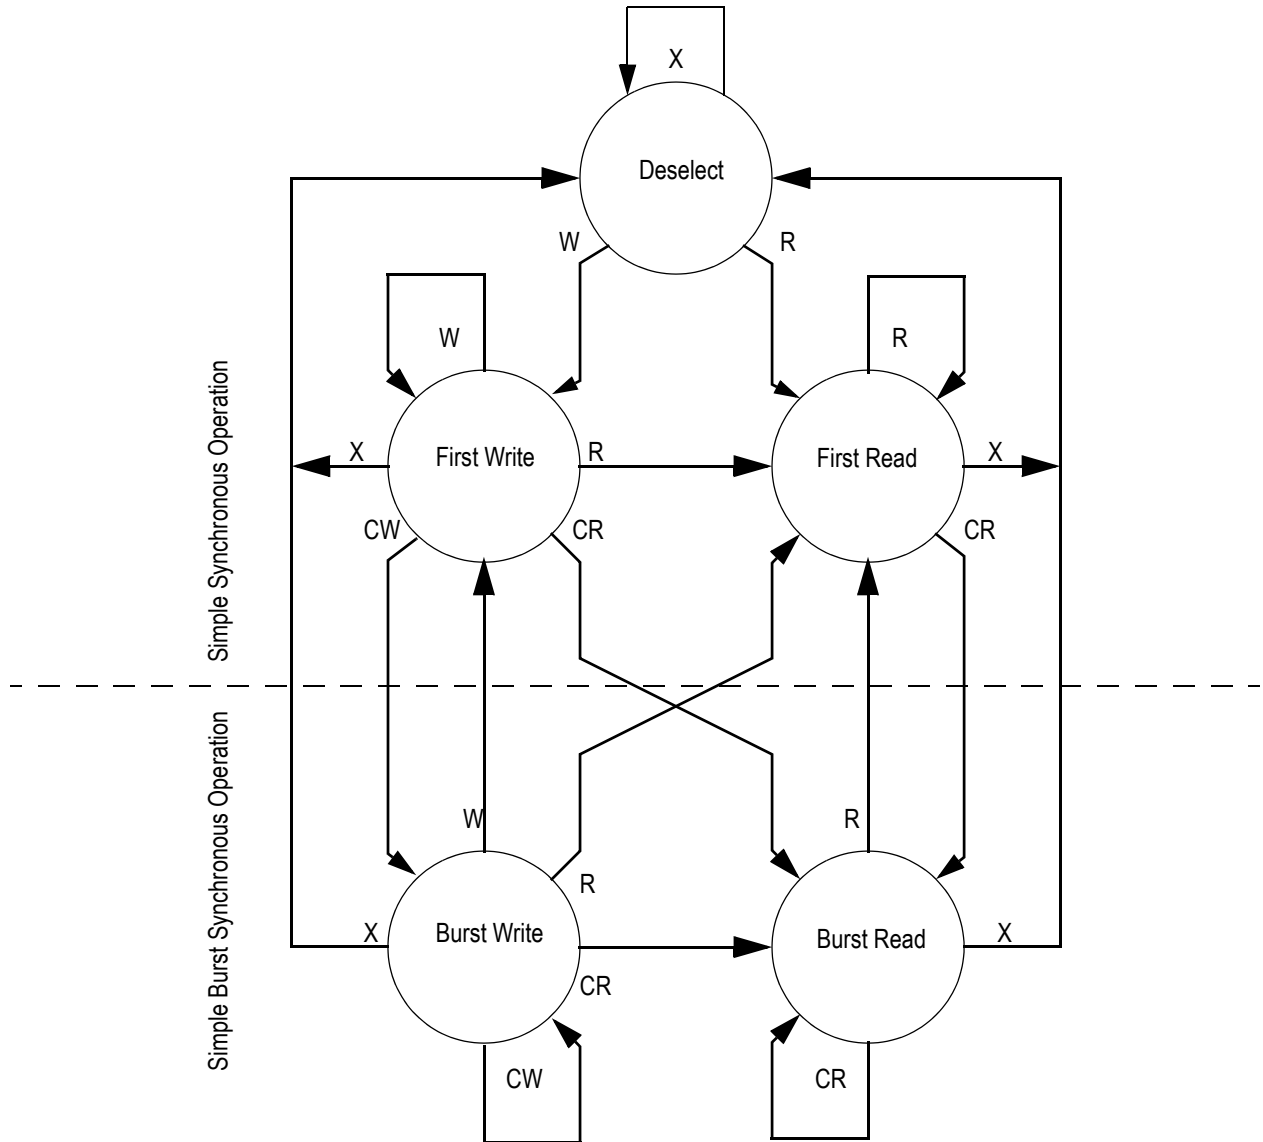 X
Deselect
W
R
W
R
Simple Synchronous Operation
X
First Write
R
First Read
X
CW
CR
CR
Simple Burst Synchronous Operation
W
R
R
X
Burst Write
Burst Read
X
CR
CW
CR